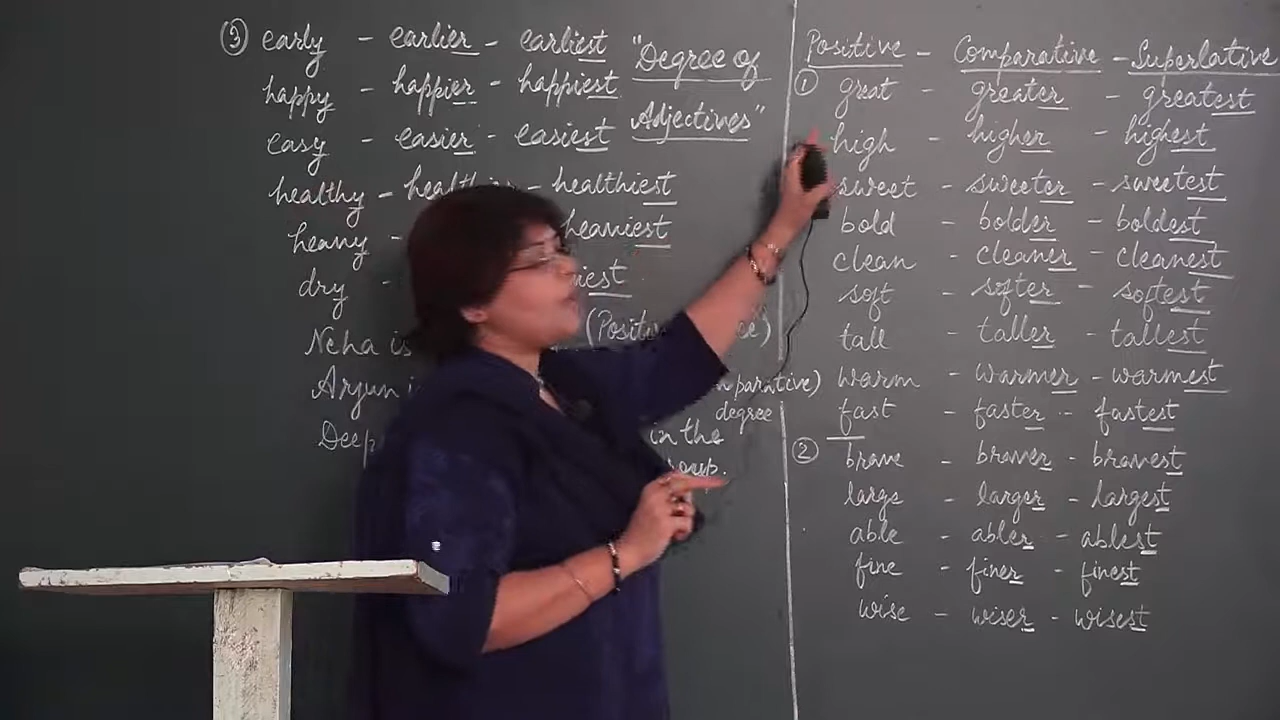 ③ early - earlier - earliest
happy - happier - happiest
easy - easier - easiest
healthy - - healthiest
heavy - heaviest
dry -
Neha is
Arjun
in the
"Degree of
Adjectives"
degree
Positive - Comparative - Superlative
① great - greater - greatest
high - higher - highest
sweet - sweeter - sweetest
bold - bolder - boldest
clean - cleaner - cleanest
soft - softer - softest
tall - taller - tallest
warm - warmer - warmest
fast - faster - fastest
② brave - braver - bravest
large - larger - largest
able - abler - ablest
fine - finer - finest
wise - wiser - wisest